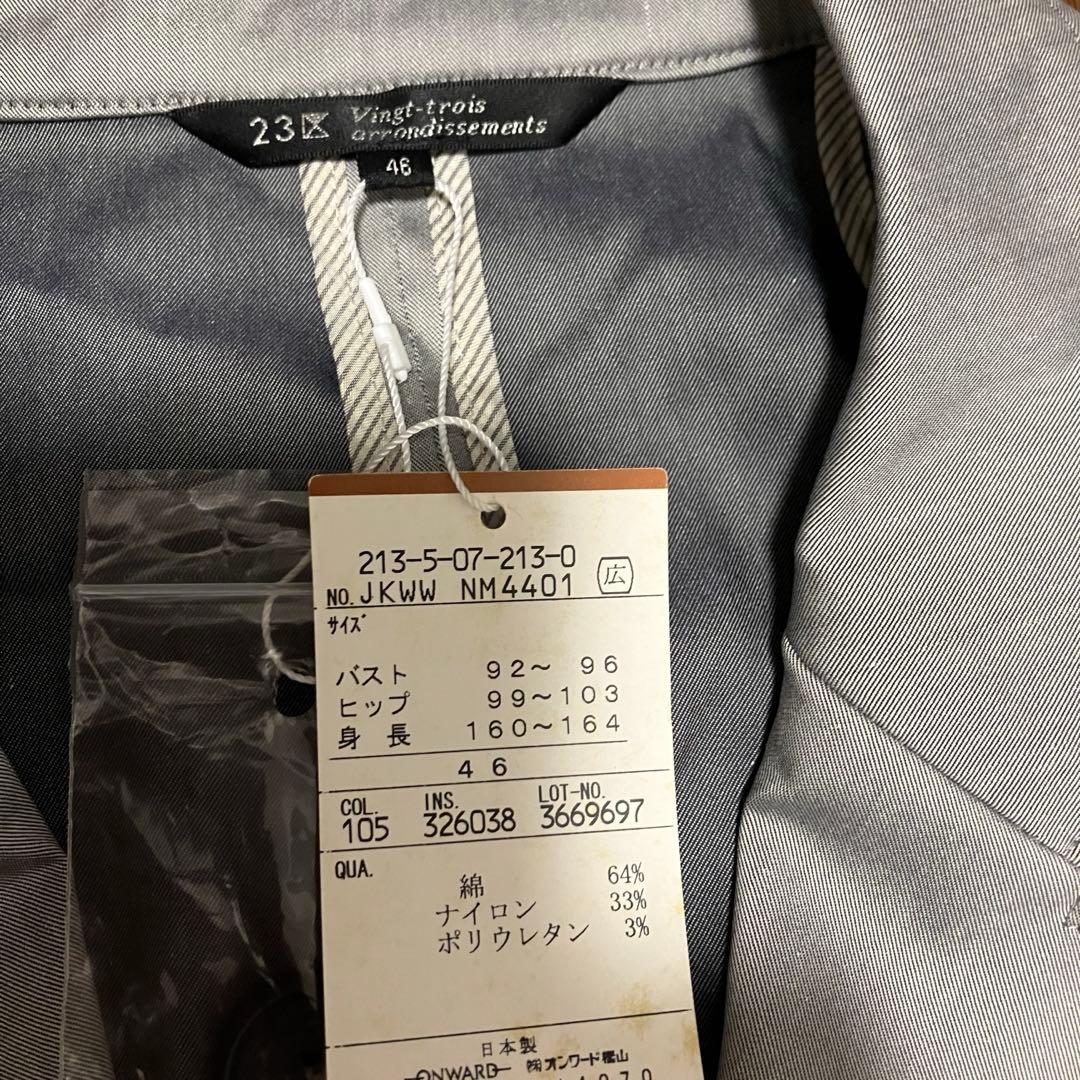 23区 Vingt-trois
arrondissements
46
213-5-07-213-0
NO. JKWW NM4401 広
サイズ
バスト 92～ 96
ヒップ 99～103
身 長 160～164
46
COL. INS. LOT-NO.
105 326038 3669697
QUA.
綿 64%
ナイロン 33%
ポリウレタン 3%
日本製
ONWARD ㈱オンワード樫山